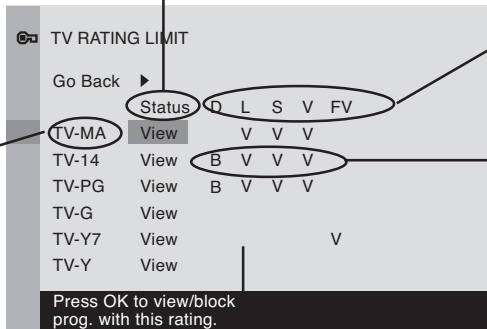 TV RATING LIMIT
Go Back
Status D L S V FV
TV-MA View V V V
TV-14 View B V V V
TV-PG View B V V V
TV-G View
TV-Y7 View V
TV-Y View
Press OK to view/block
prog. with this rating.